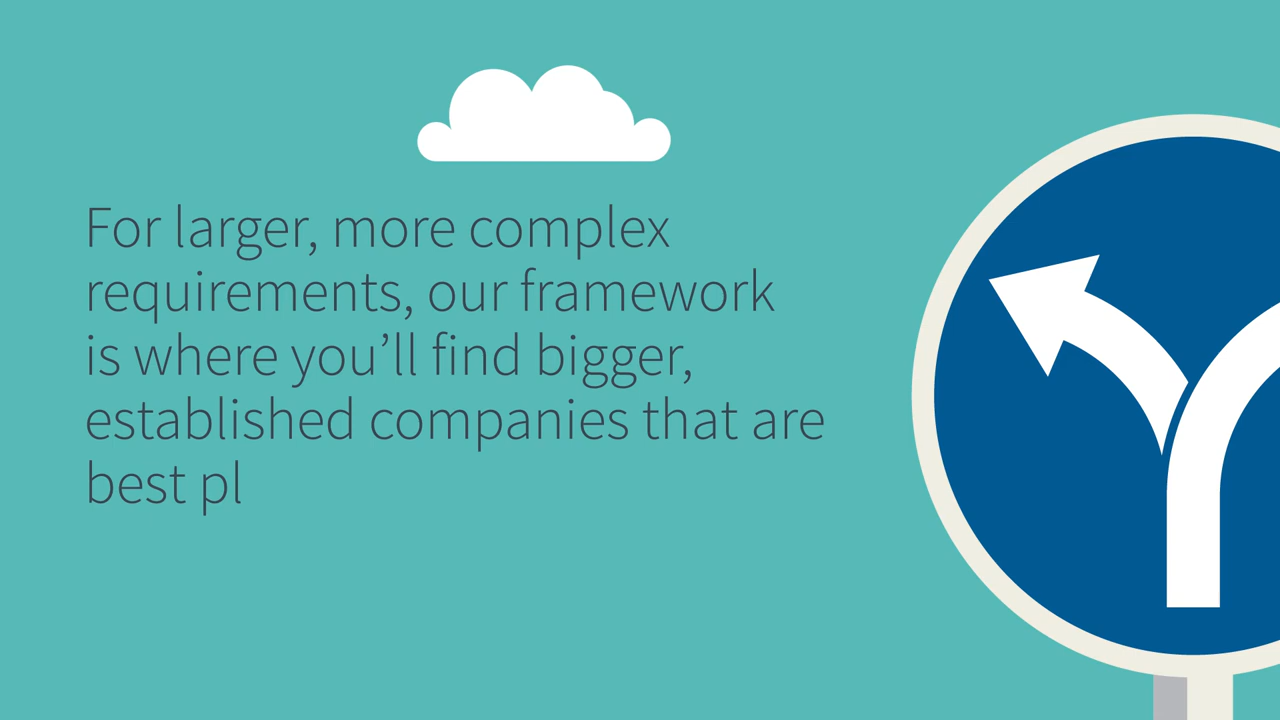 For larger, more complex
requirements, our framework
is where you’ll find bigger,
established companies that are
best pl